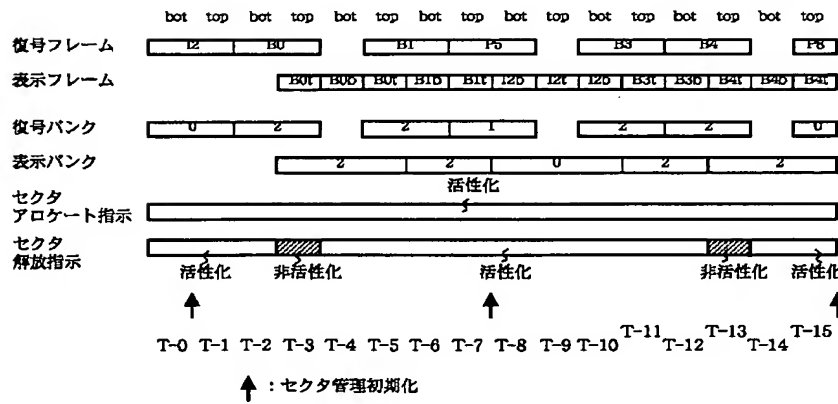 bot top bot top bot top bot top bot top bot top bot top bot top
復号フレーム I2 B0 B1 P5 B3 B4 P8
表示フレーム B0t B0b B0t B1b B1t I2b I2t I2b B3t B3b B4t B4b B4t
復号バンク 0 2 2 1 2 2 0
表示バンク 2 2 0 2 2
活性化
セクタ
アロケート指示
セクタ
解放指示
活性化 非活性化 活性化 非活性化 活性化
T-0 T-1 T-2 T-3 T-4 T-5 T-6 T-7 T-8 T-9 T-10 T-11 T-12 T-13 T-14 T-15
:セクタ管理初期化